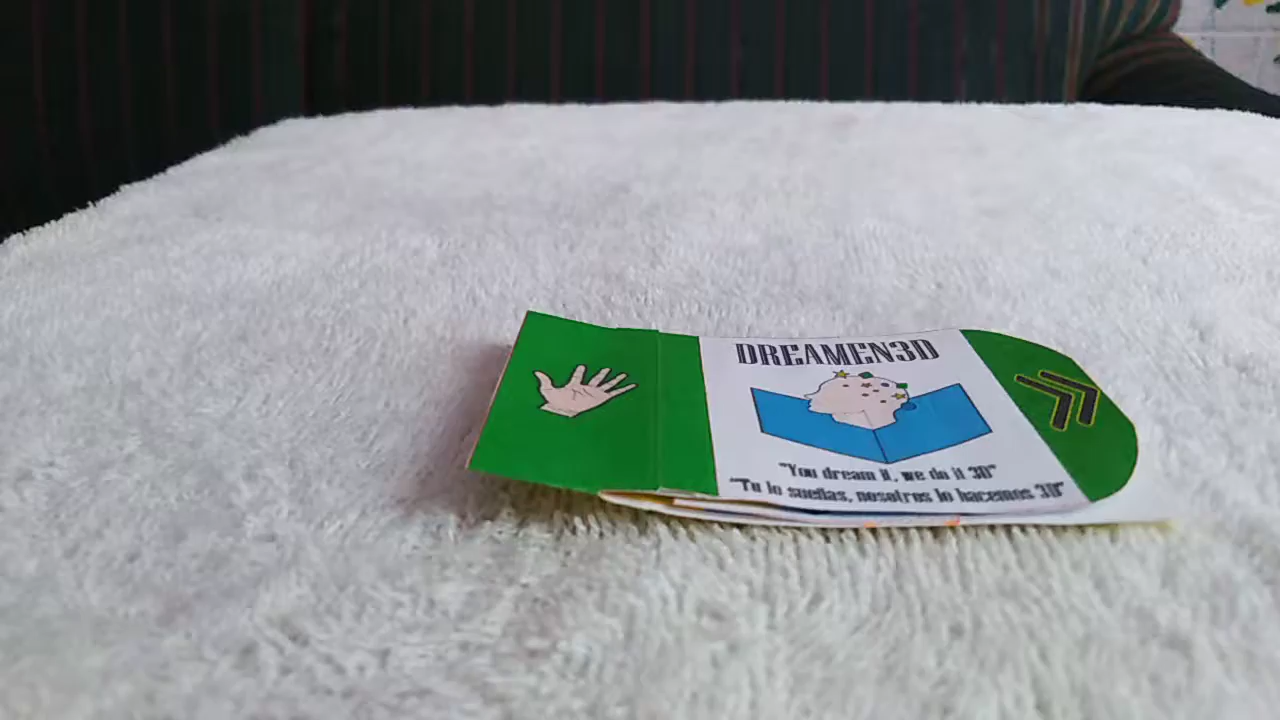 DREAMEN3D
"You dream it, we do it 3D"
"Tu lo sueñas, nosotros lo hacemos 3D"